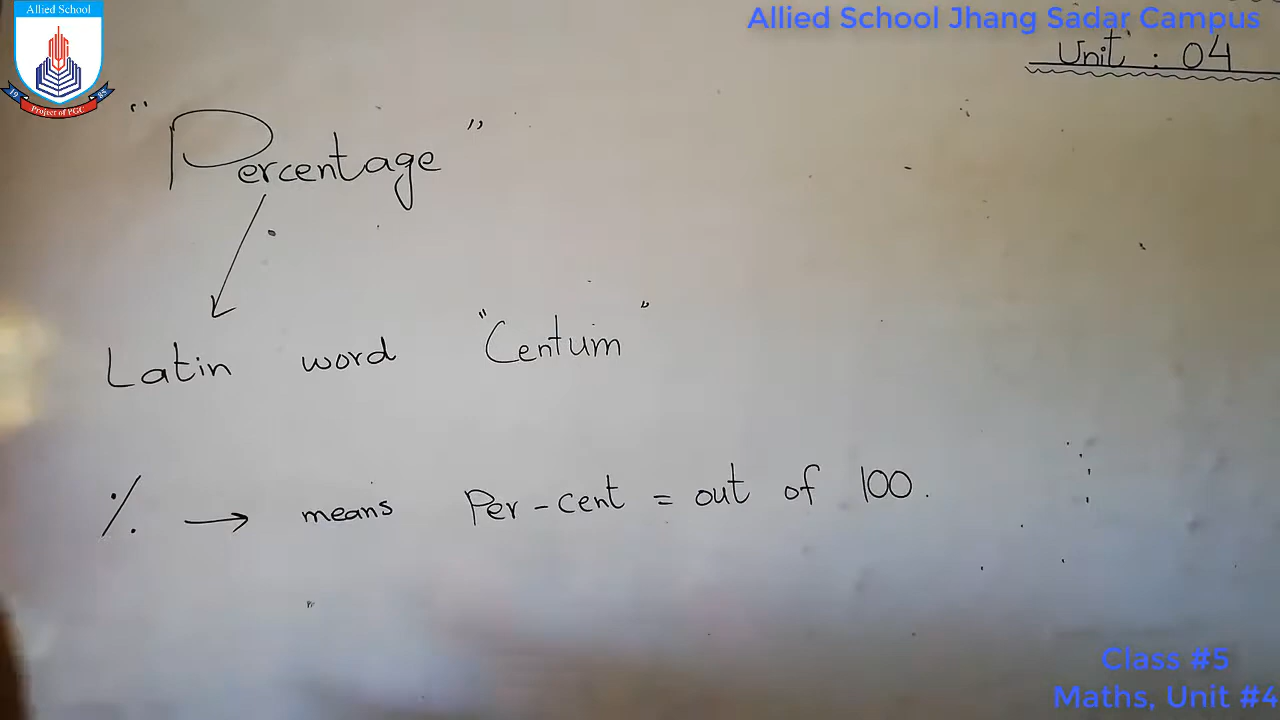 Allied School
19 85
Project of PGC
Allied School Jhang Sadar Campus
Unit : 04
"Percentage"
Latin word "Centum"
% → means Per-cent = out of 100.
Class #5
Maths, Unit #4